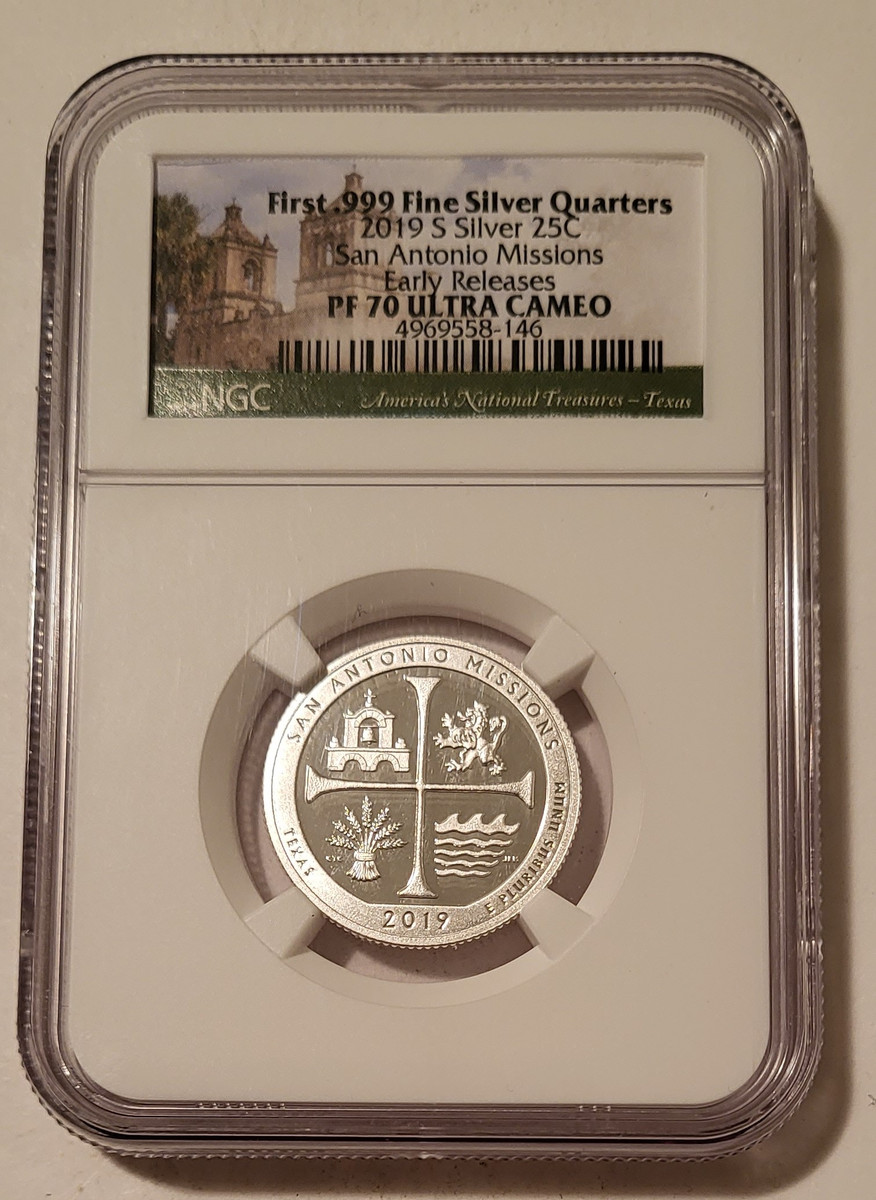 First .999 Fine Silver Quarters
2019 S Silver 25C
San Antonio Missions
Early Releases
PF 70 ULTRA CAMEO
4969558-146
NGC
America's National Treasures – Texas
SAN ANTONIO MISSIONS
TEXAS
2019
E PLURIBUS UNUM